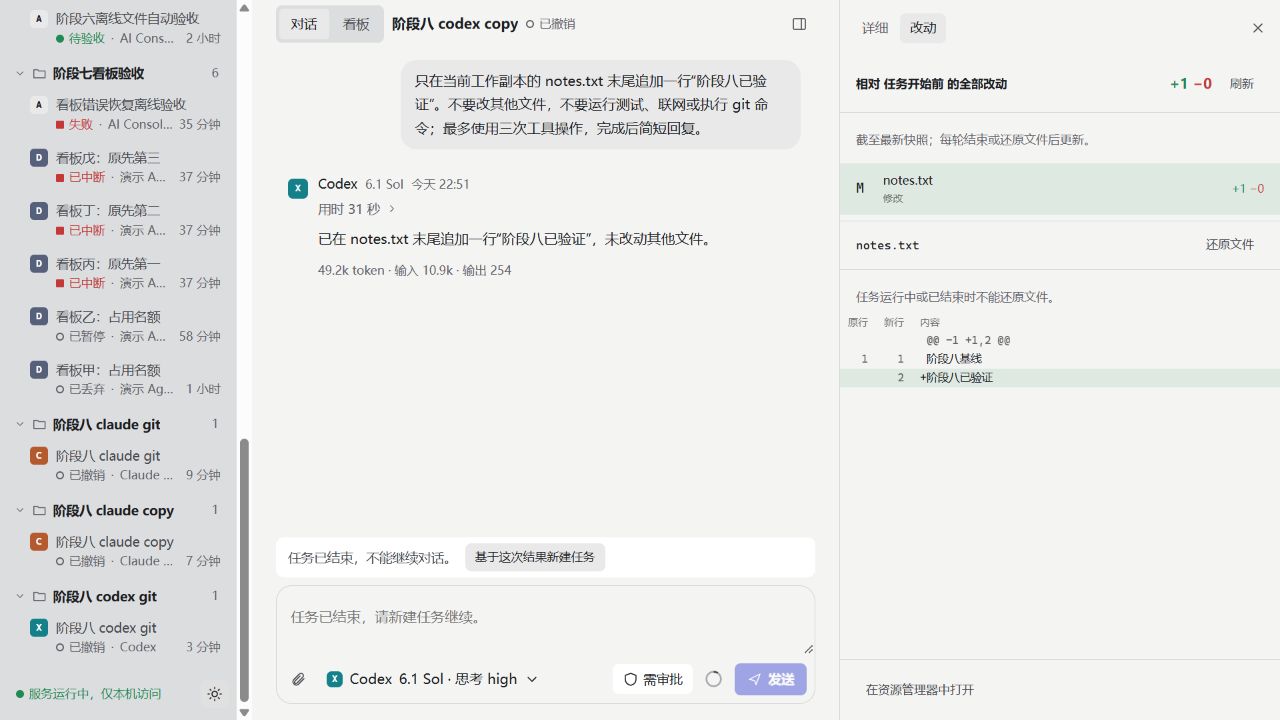 A 阶段六离线文件自动验收
待验收 · AI Cons... 2 小时
阶段七看板验收 6
A 看板错误恢复离线验收
失败 · AI Consol... 35 分钟
D 看板戊：原先第三
已中断 · 演示 A... 37 分钟
D 看板丁：原先第二
已中断 · 演示 A... 37 分钟
D 看板丙：原先第一
已中断 · 演示 A... 37 分钟
D 看板乙：占用名额
已暂停 · 演示 A... 58 分钟
D 看板甲：占用名额
已丢弃 · 演示 Ag... 1 小时
阶段八 claude git 1
C 阶段八 claude git
已撤销 · Claude ... 9 分钟
阶段八 claude copy 1
C 阶段八 claude copy
已撤销 · Claude ... 7 分钟
阶段八 codex git 1
X 阶段八 codex git
已撤销 · Codex 3 分钟
服务运行中，仅本机访问
对话 看板 阶段八 codex copy 已撤销
只在当前工作副本的 notes.txt 末尾追加一行“阶段八已验
证”。不要改其他文件，不要运行测试、联网或执行 git 命
令；最多使用三次工具操作，完成后简短回复。
X Codex 6.1 Sol 今天 22:51
用时 31 秒
已在 notes.txt 末尾追加一行“阶段八已验证”，未改动其他文件。
49.2k token · 输入 10.9k · 输出 254
任务已结束，不能继续对话。 基于这次结果新建任务
任务已结束，请新建任务继续。
X Codex 6.1 Sol · 思考 high 需审批 发送
详细 改动
相对 任务开始前 的全部改动 +1 −0 刷新
截至最新快照；每轮结束或还原文件后更新。
M notes.txt +1 −0
修改
notes.txt 还原文件
任务运行中或已结束时不能还原文件。
原行 新行 内容
@@ -1 +1,2 @@
1 1 阶段八基线
2 +阶段八已验证
在资源管理器中打开